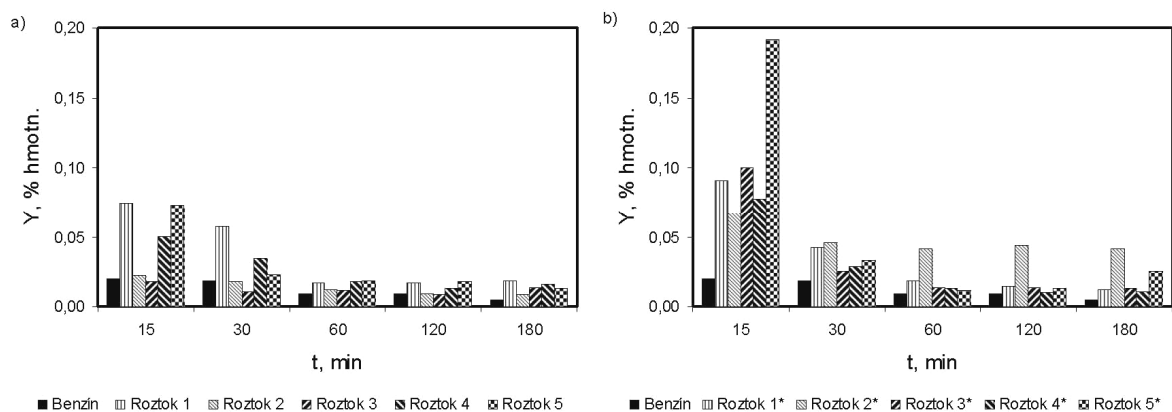 a)
0,20
0,15
0,10
0,05
0,00
Y, % hmotn.
15 30 60 120 180
t, min
Benzín Roztok 1 Roztok 2 Roztok 3 Roztok 4 Roztok 5
b)
0,20
0,15
0,10
0,05
0,00
Y, % hmotn.
15 30 60 120 180
t, min
Benzín Roztok 1* Roztok 2* Roztok 3* Roztok 4* Roztok 5*